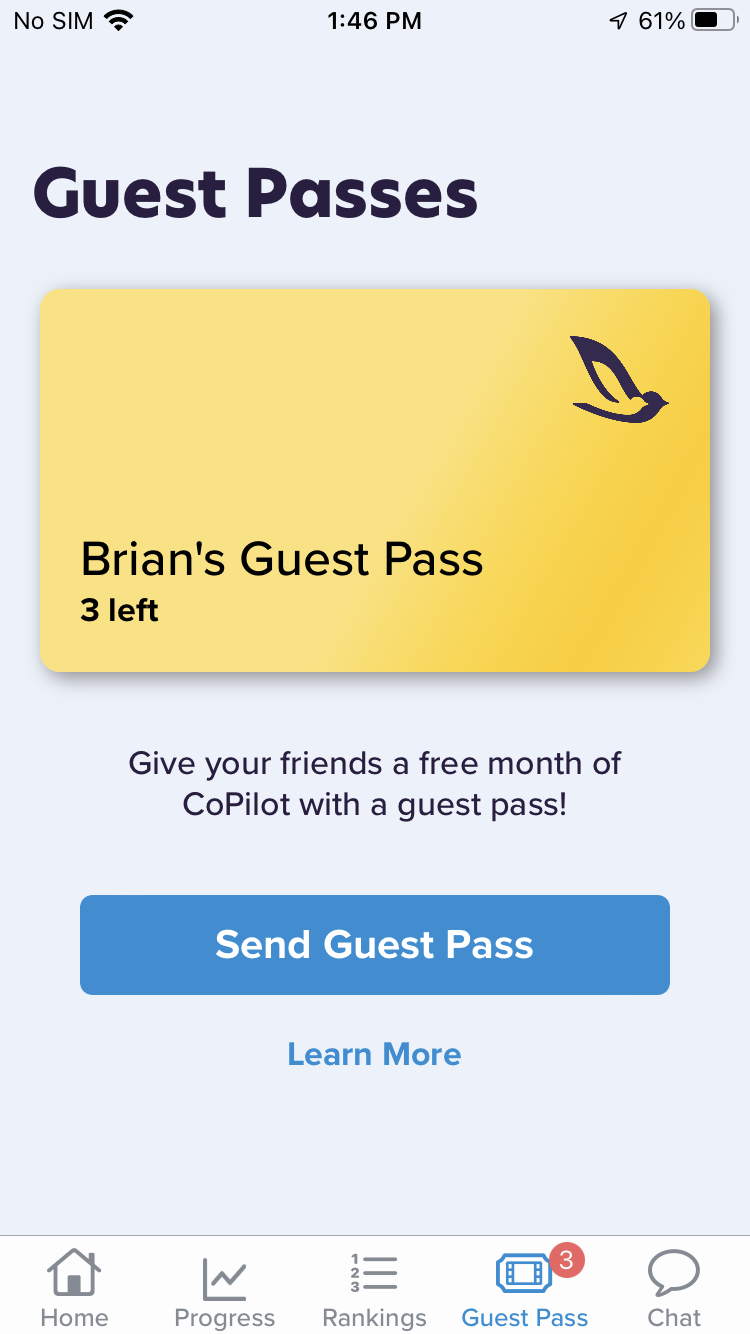 No SIM 1:46 PM 61%
Guest Passes
Brian's Guest Pass
3 left
Give your friends a free month of
CoPilot with a guest pass!
Send Guest Pass
Learn More
1
2
3
3
Home Progress Rankings Guest Pass Chat